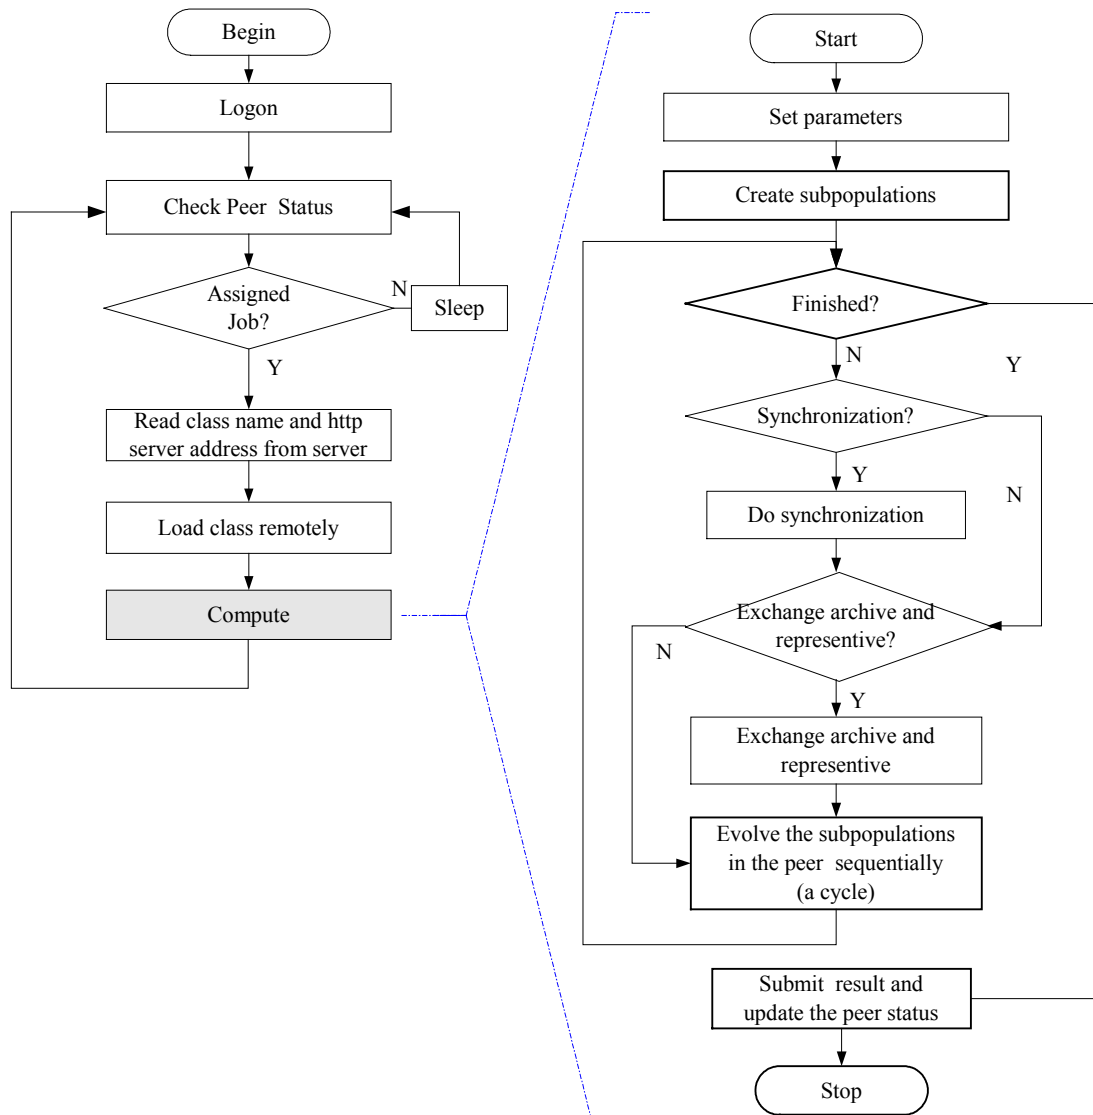 Begin
Logon
Check Peer Status
Assigned
Job?
N
Sleep
Y
Read class name and http
server address from server
Load class remotely
Compute
Start
Set parameters
Create subpopulations
Finished?
N
Y
Synchronization?
Y
N
Do synchronization
Exchange archive and
representive?
N
Y
Exchange archive and
representive
Evolve the subpopulations
in the peer sequentially
(a cycle)
Submit result and
update the peer status
Stop